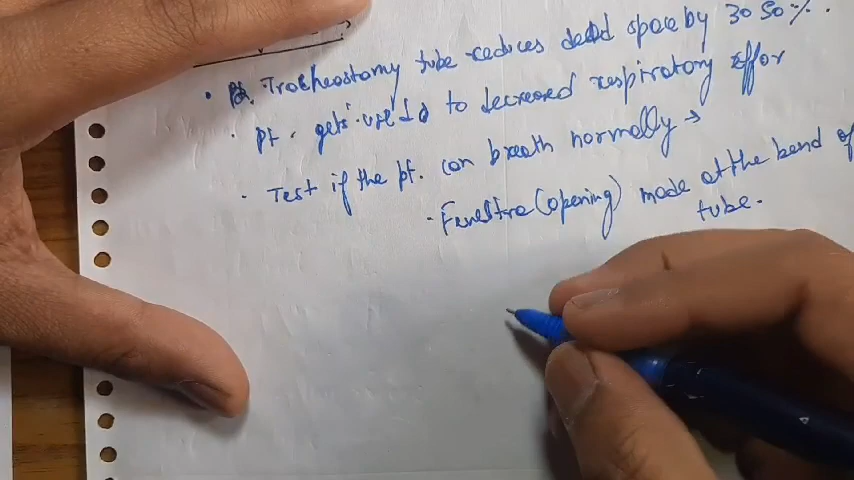 Tracheostomy tube reduces dead space by 30 50%.
pt. gets used to decreased respiratory effor
Test if the pt. can breath normally →
Fenestra (opening) made at the bend of
tube.